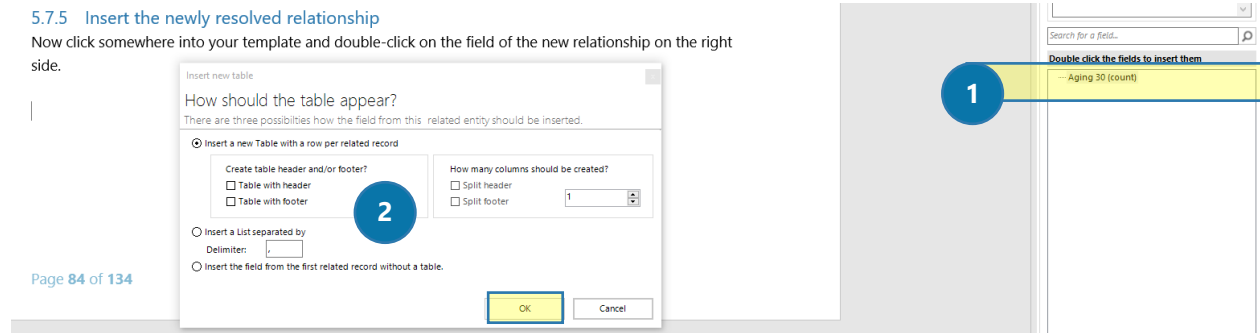 5.7.5 Insert the newly resolved relationship
Now click somewhere into your template and double-click on the field of the new relationship on the right
side.
Insert new table
x
How should the table appear?
There are three possibilties how the field from this related entity should be inserted.
Insert a new Table with a row per related record
Create table header and/or footer?
Table with header
Table with footer
How many columns should be created?
Split header
Split footer
1
2
Insert a List separated by
Delimiter: ,
Insert the field from the first related record without a table.
OK Cancel
Page 84 of 134
Search for a field...
Double click the fields to insert them
Aging 30 (count)
1